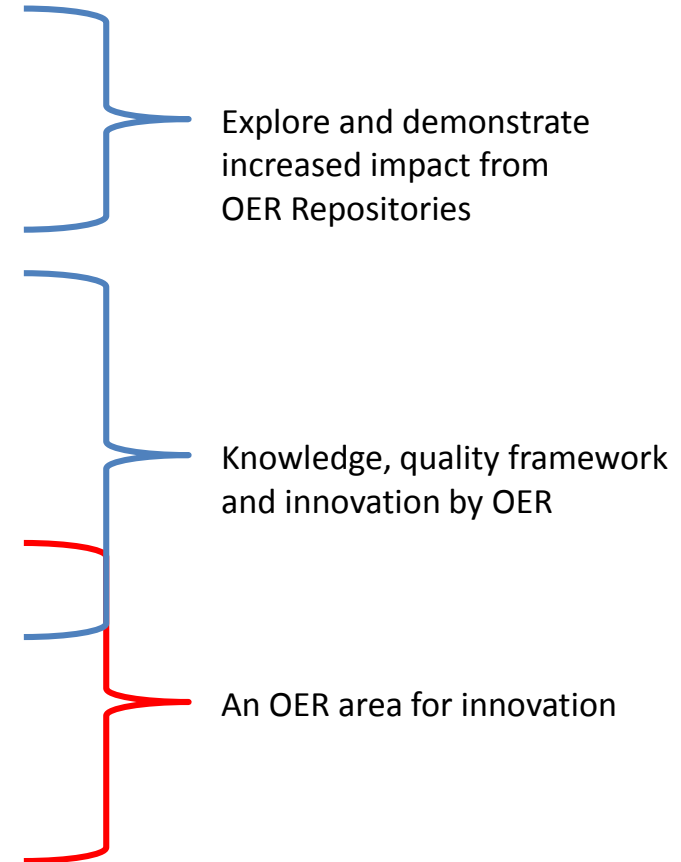 Explore and demonstrate
increased impact from
OER Repositories
Knowledge, quality framework
and innovation by OER
An OER area for innovation